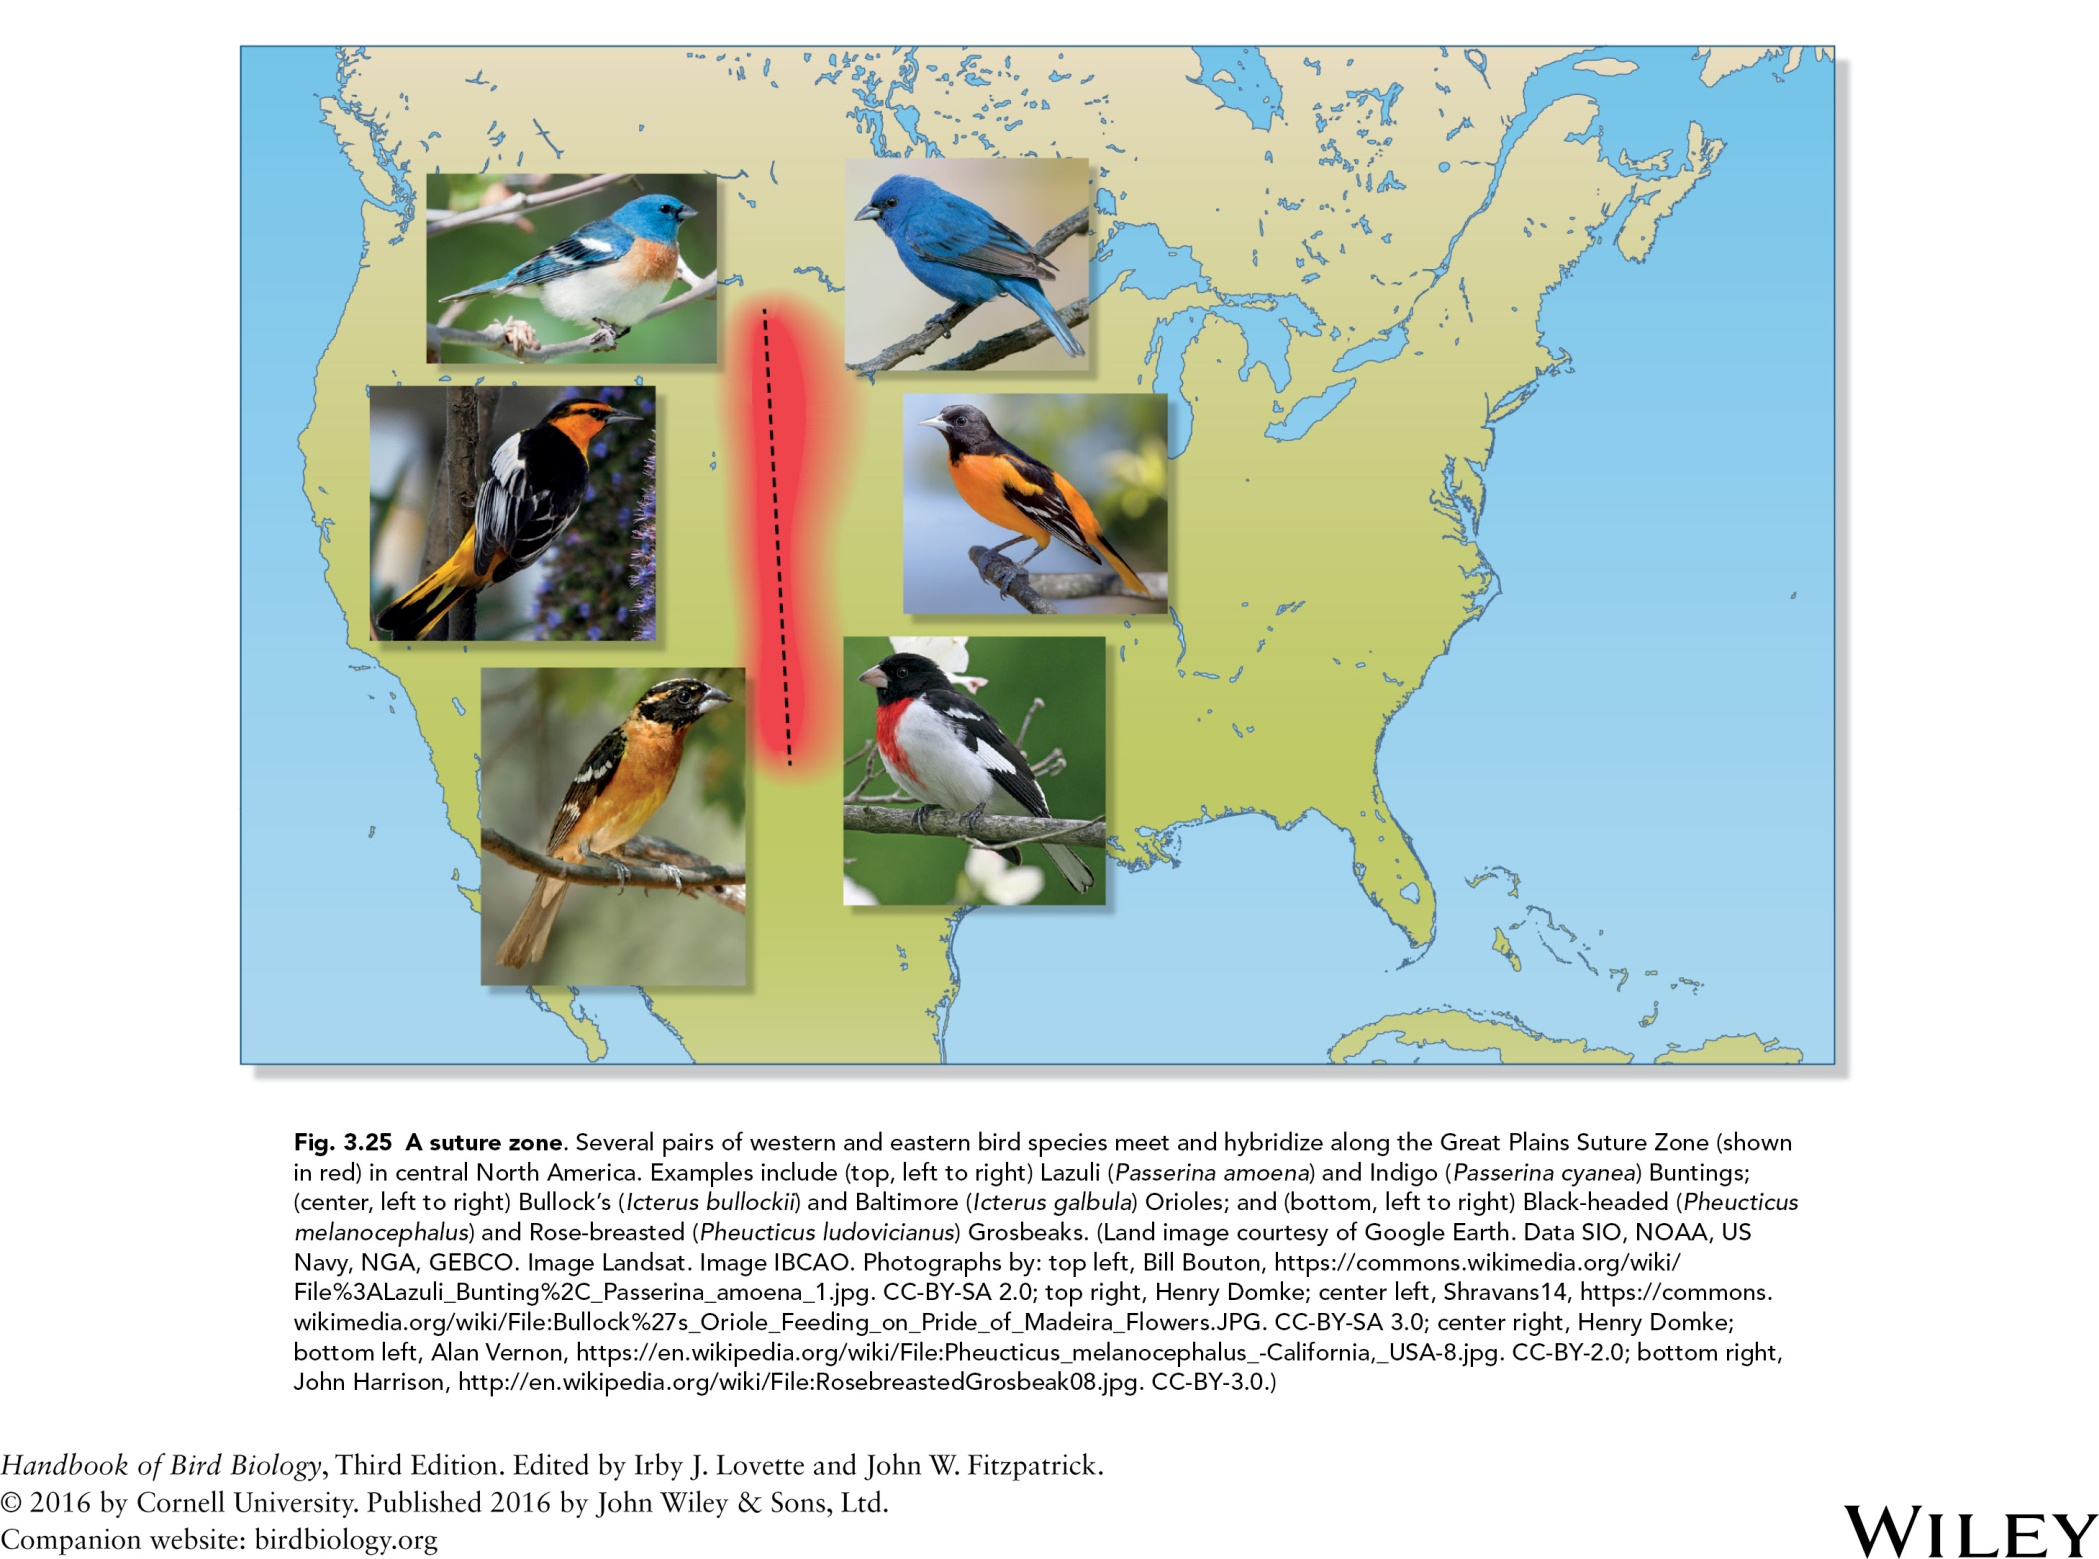 Fig. 3.25 A suture zone. Several pairs of western and eastern bird species meet and hybridize along the Great Plains Suture Zone (shown
in red) in central North America. Examples include (top, left to right) Lazuli (Passerina amoena) and Indigo (Passerina cyanea) Buntings;
(center, left to right) Bullock’s (Icterus bullockii) and Baltimore (Icterus galbula) Orioles; and (bottom, left to right) Black-headed (Pheucticus
melanocephalus) and Rose-breasted (Pheucticus ludovicianus) Grosbeaks. (Land image courtesy of Google Earth. Data SIO, NOAA, US
Navy, NGA, GEBCO. Image Landsat. Image IBCAO. Photographs by: top left, Bill Bouton, https://commons.wikimedia.org/wiki/
File%3ALazuli_Bunting%2C_Passerina_amoena_1.jpg. CC-BY-SA 2.0; top right, Henry Domke; center left, Shravans14, https://commons.
wikimedia.org/wiki/File:Bullock%27s_Oriole_Feeding_on_Pride_of_Madeira_Flowers.JPG. CC-BY-SA 3.0; center right, Henry Domke;
bottom left, Alan Vernon, https://en.wikipedia.org/wiki/File:Pheucticus_melanocephalus_-California,_USA-8.jpg. CC-BY-2.0; bottom right,
John Harrison, http://en.wikipedia.org/wiki/File:RosebreastedGrosbeak08.jpg. CC-BY-3.0.)
Handbook of Bird Biology, Third Edition. Edited by Irby J. Lovette and John W. Fitzpatrick.
© 2016 by Cornell University. Published 2016 by John Wiley & Sons, Ltd.
Companion website: birdbiology.org
WILEY